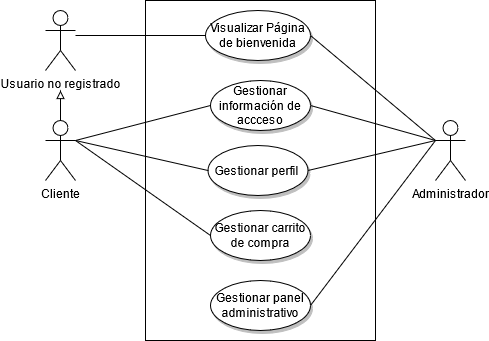 Visualizar Página
de bienvenida
Usuario no registrado
Gestionar
información de
accceso
Gestionar perfil
Cliente
Administrador
Gestionar carrito
de compra
Gestionar panel
administrativo